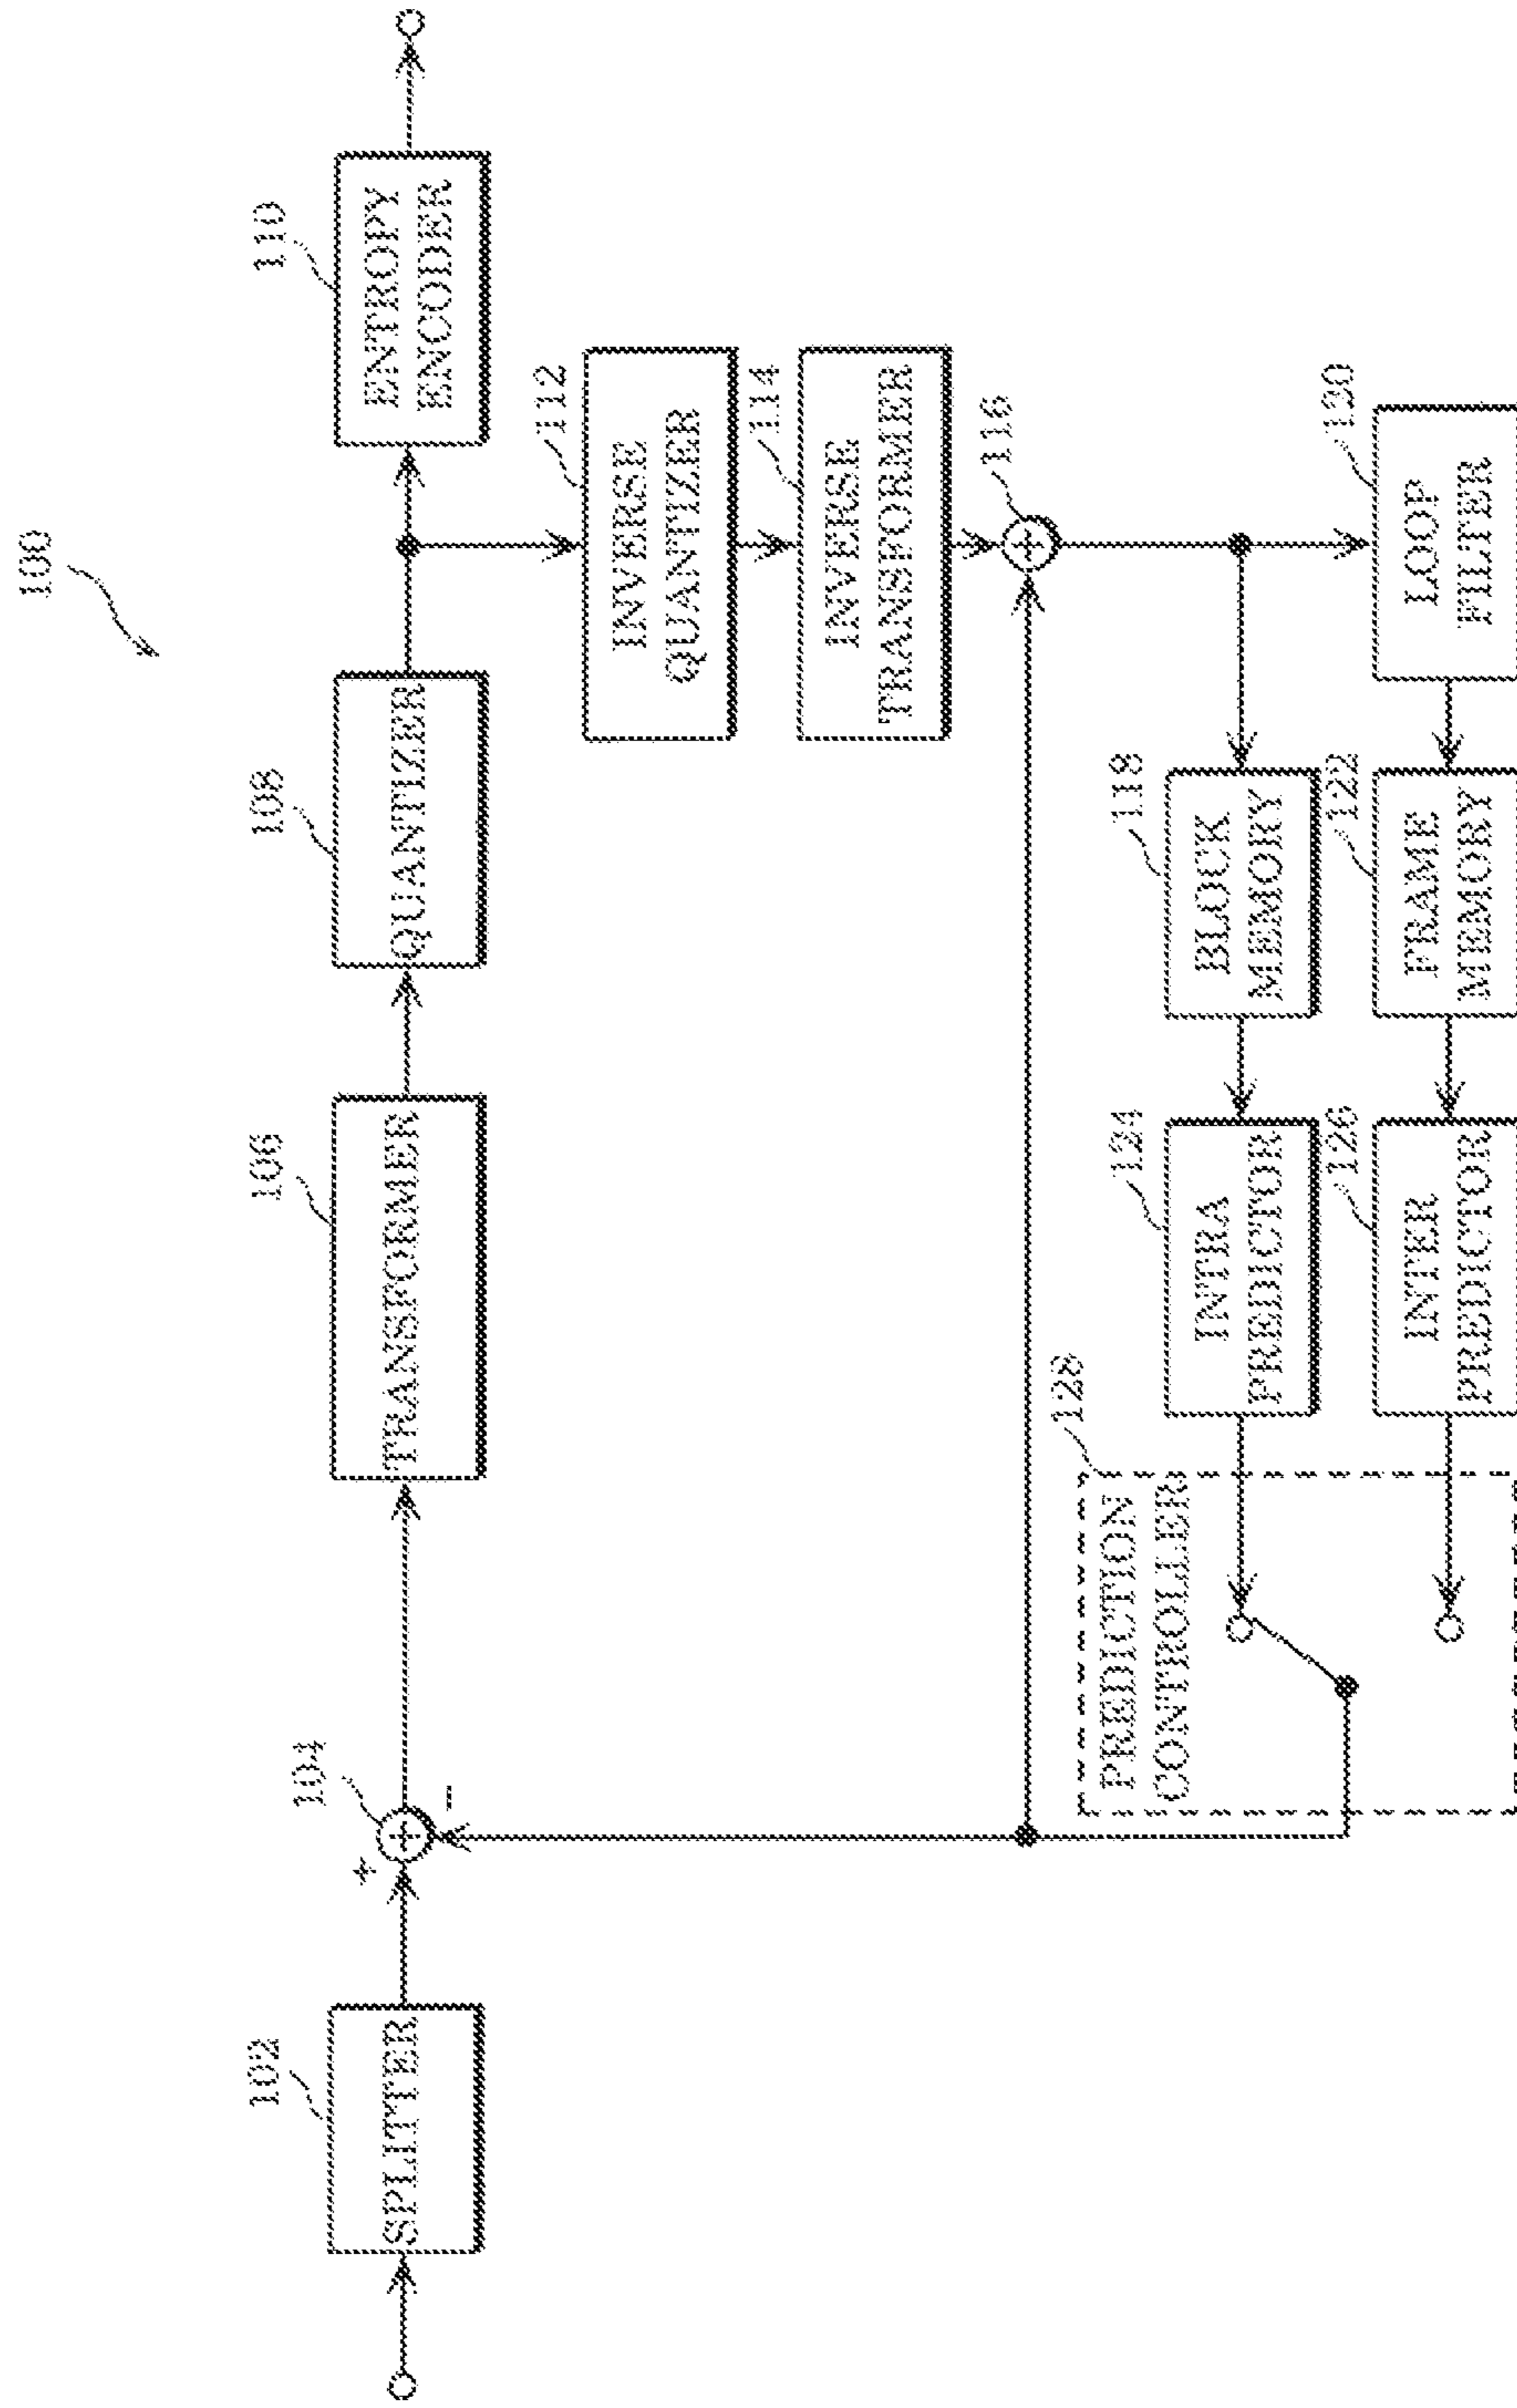 100
102
SPLITTER
104
+
-
106
TRANSFORMER
108
QUANTIZER
110
ENTROPY
ENCODER
112
INVERSE
QUANTIZER
114
INVERSE
TRANSFORMER
116
+
128
PREDICTION
CONTROLLER
124
INTRA
PREDICTOR
118
BLOCK
MEMORY
126
INTER
PREDICTOR
122
FRAME
MEMORY
120
LOOP
FILTER